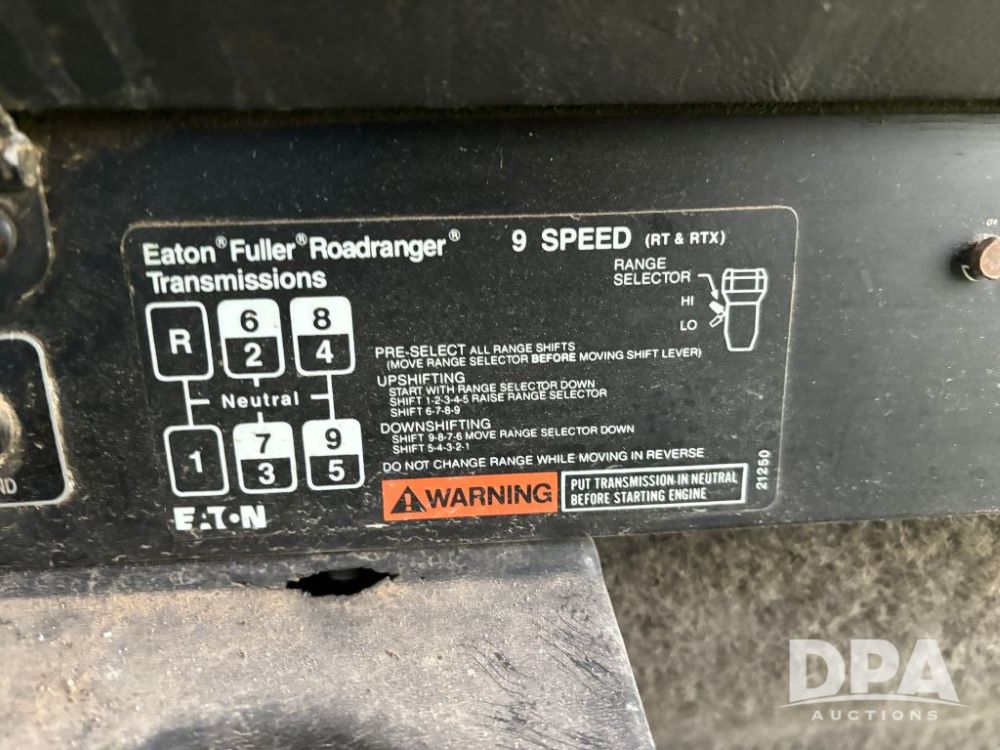 Eaton® Fuller® Roadranger®
Transmissions
9 SPEED (RT & RTX)
RANGE
SELECTOR
HI
LO
R
6
2
8
4
Neutral
1
7
3
9
5
PRE-SELECT ALL RANGE SHIFTS
(MOVE RANGE SELECTOR BEFORE MOVING SHIFT LEVER)
UPSHIFTING
START WITH RANGE SELECTOR DOWN
SHIFT 1-2-3-4-5 RAISE RANGE SELECTOR
SHIFT 6-7-8-9
DOWNSHIFTING
SHIFT 9-8-7-6 MOVE RANGE SELECTOR DOWN
SHIFT 5-4-3-2-1
DO NOT CHANGE RANGE WHILE MOVING IN REVERSE
WARNING
PUT TRANSMISSION IN NEUTRAL
BEFORE STARTING ENGINE
21250
EATON
DPA
AUCTIONS